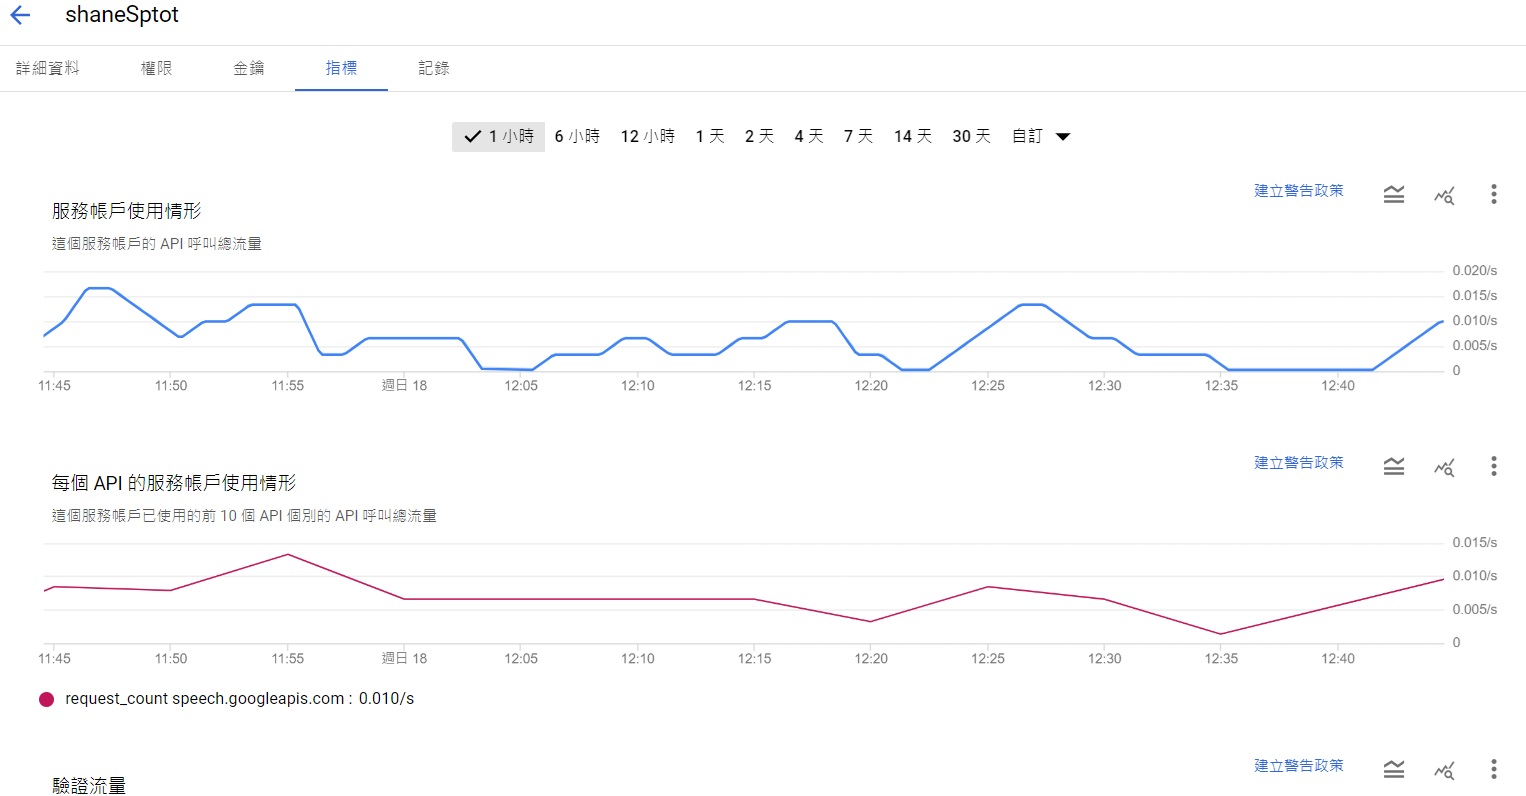 shaneSptot
詳細資料 權限 金鑰 指標 記錄
1 小時 6 小時 12 小時 1 天 2 天 4 天 7 天 14 天 30 天 自訂
建立警告政策
服務帳戶使用情形
這個服務帳戶的 API 呼叫總流量
0.020/s
0.015/s
0.010/s
0.005/s
0
11:45 11:50 11:55 週日 18 12:05 12:10 12:15 12:20 12:25 12:30 12:35 12:40
建立警告政策
每個 API 的服務帳戶使用情形
這個服務帳戶已使用的前 10 個 API 個別的 API 呼叫總流量
0.015/s
0.010/s
0.005/s
0
11:45 11:50 11:55 週日 18 12:05 12:10 12:15 12:20 12:25 12:30 12:35 12:40
request_count speech.googleapis.com : 0.010/s
建立警告政策
驗證流量